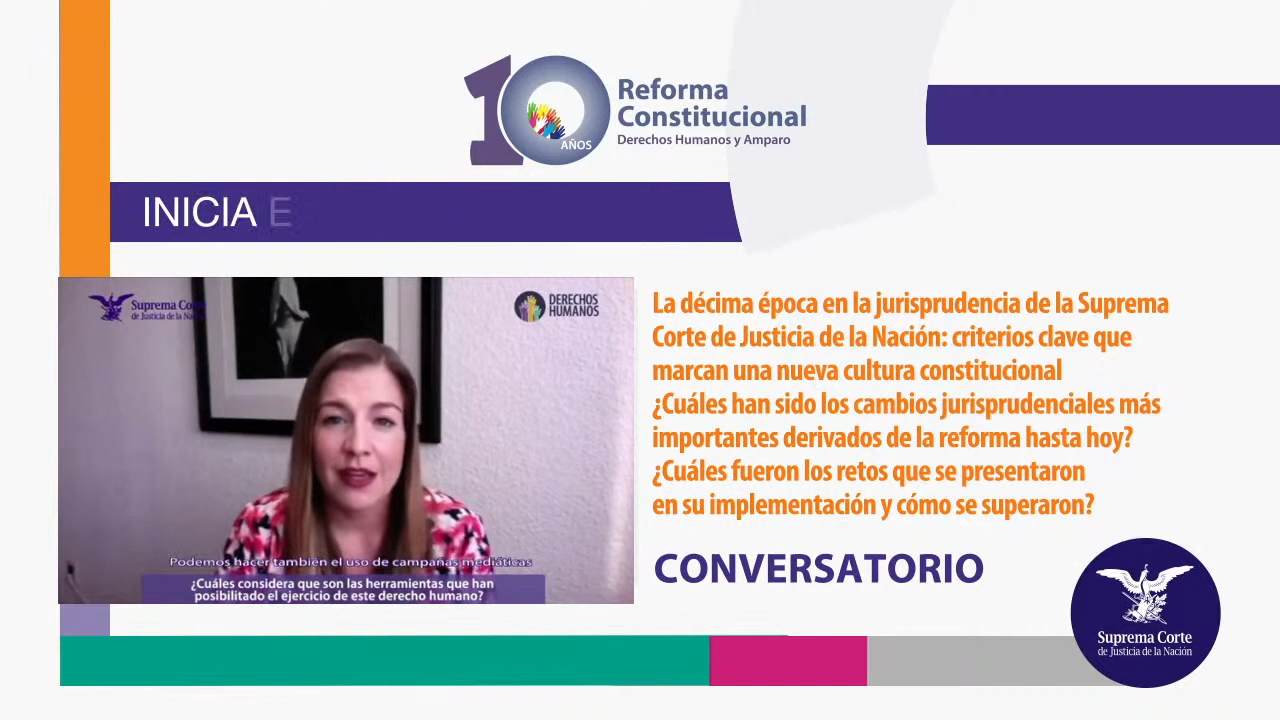 10
AÑOS
Reforma
Constitucional
Derechos Humanos y Amparo
INICIA E
Suprema Corte
de Justicia de la Nación
DERECHOS
HUMANOS
Podemos hacer también el uso de campañas mediáticas
¿Cuáles considera que son las herramientas que han
posibilitado el ejercicio de este derecho humano?
La décima época en la jurisprudencia de la Suprema
Corte de Justicia de la Nación: criterios clave que
marcan una nueva cultura constitucional
¿Cuáles han sido los cambios jurisprudenciales más
importantes derivados de la reforma hasta hoy?
¿Cuáles fueron los retos que se presentaron
en su implementación y cómo se superaron?
CONVERSATORIO
Suprema Corte
de Justicia de la Nación